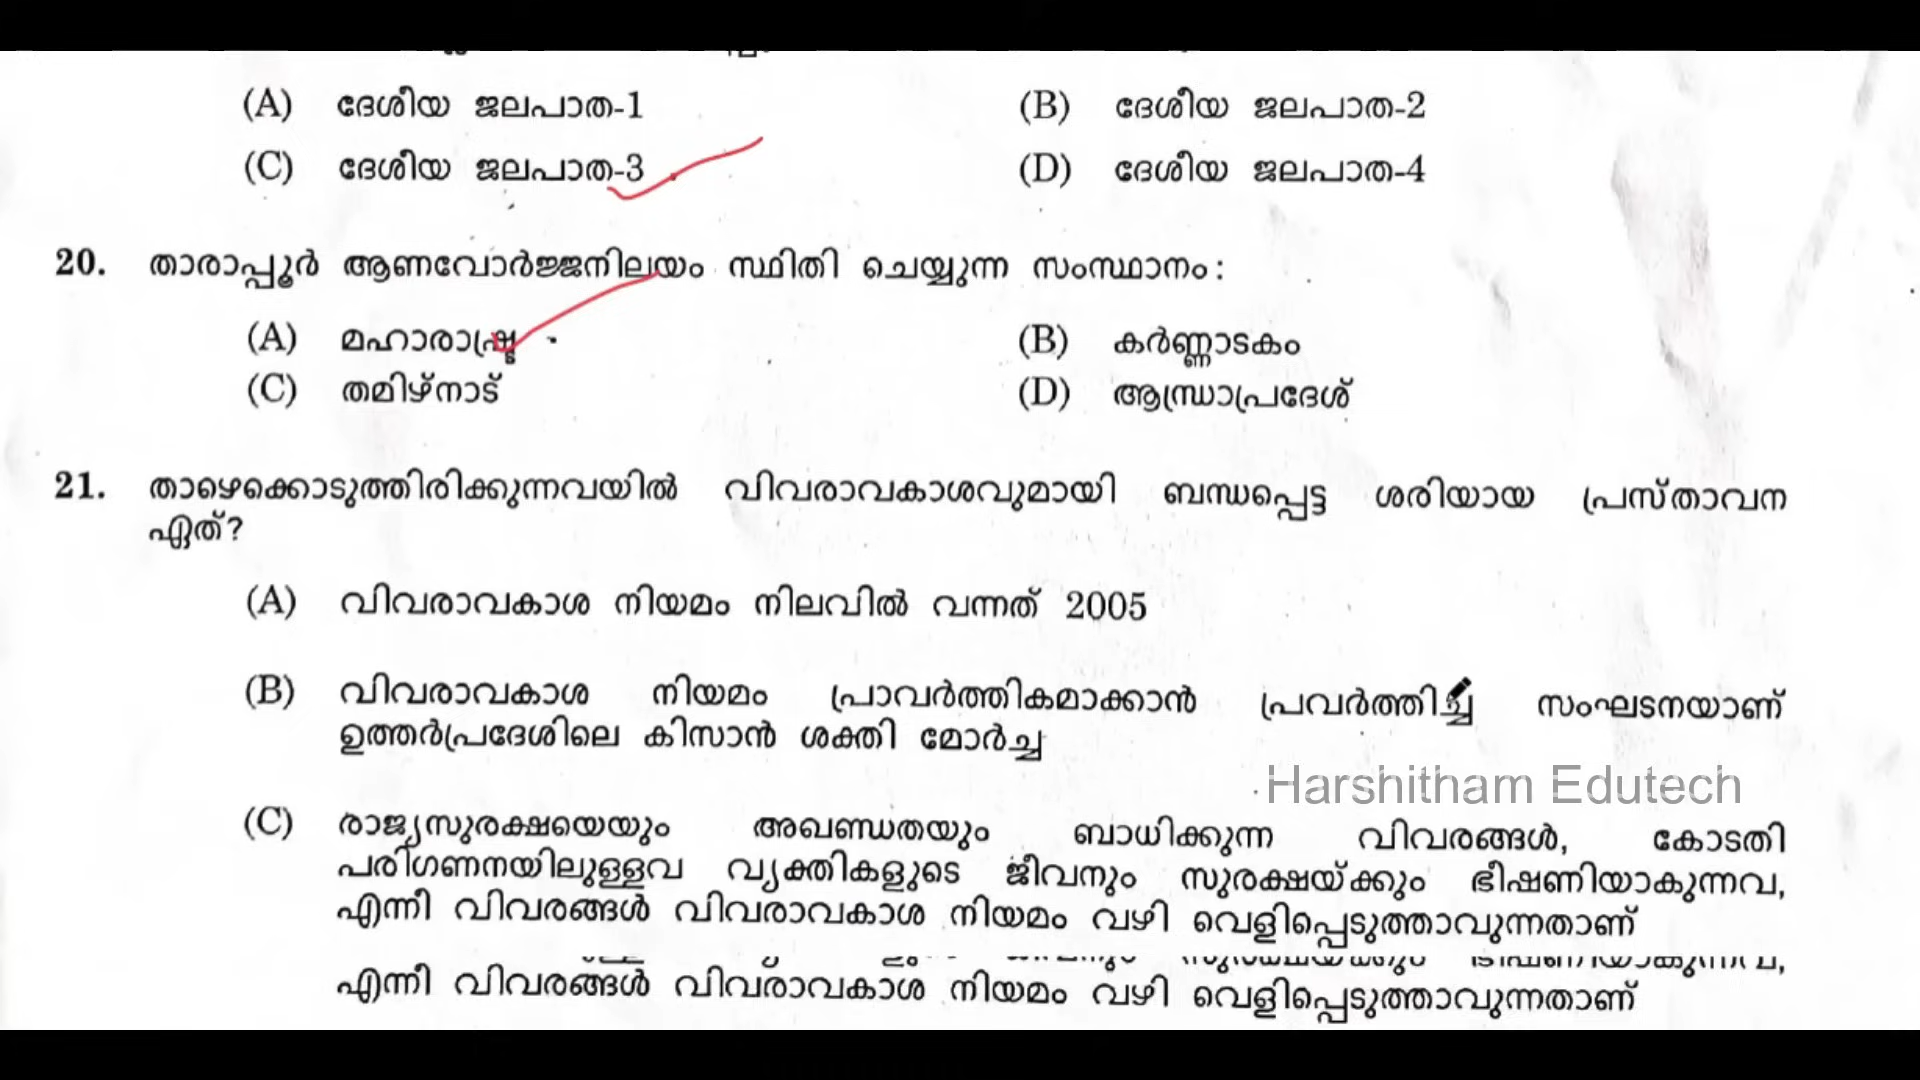 (A) ദേശീയ ജലപാത-1
(B) ദേശീയ ജലപാത-2
(C) ദേശീയ ജലപാത-3
(D) ദേശീയ ജലപാത-4
20. താരാപ്പൂർ ആണവോർജ്ജനിലയം സ്ഥിതി ചെയ്യുന്ന സംസ്ഥാനം :
(A) മഹാരാഷ്ട്ര
(B) കർണ്ണാടകം
(C) തമിഴ്നാട്
(D) ആന്ധ്രാപ്രദേശ്
21. താഴെക്കൊടുത്തിരിക്കുന്നവയിൽ വിവരാവകാശവുമായി ബന്ധപ്പെട്ട ശരിയായ പ്രസ്താവന
ഏത്?
(A) വിവരാവകാശ നിയമം നിലവിൽ വന്നത് 2005
(B) വിവരാവകാശ നിയമം പ്രാവർത്തികമാക്കാൻ പ്രവർത്തിച്ച സംഘടനയാണ്
ഉത്തർപ്രദേശിലെ കിസാൻ ശക്തി മോർച്ച
Harshitham Edutech
(C) രാജ്യസുരക്ഷയെയും അഖണ്ഡതയും ബാധിക്കുന്ന വിവരങ്ങൾ, കോടതി
പരിഗണനയിലുള്ളവ വ്യക്തികളുടെ ജീവനും സുരക്ഷയ്ക്കും ഭീഷണിയാകുന്നവ,
എന്നീ വിവരങ്ങൾ വിവരാവകാശ നിയമം വഴി വെളിപ്പെടുത്താവുന്നതാണ്
എന്നീ വിവരങ്ങൾ വിവരാവകാശ നിയമം വഴി വെളിപ്പെടുത്താവുന്നതാണ്